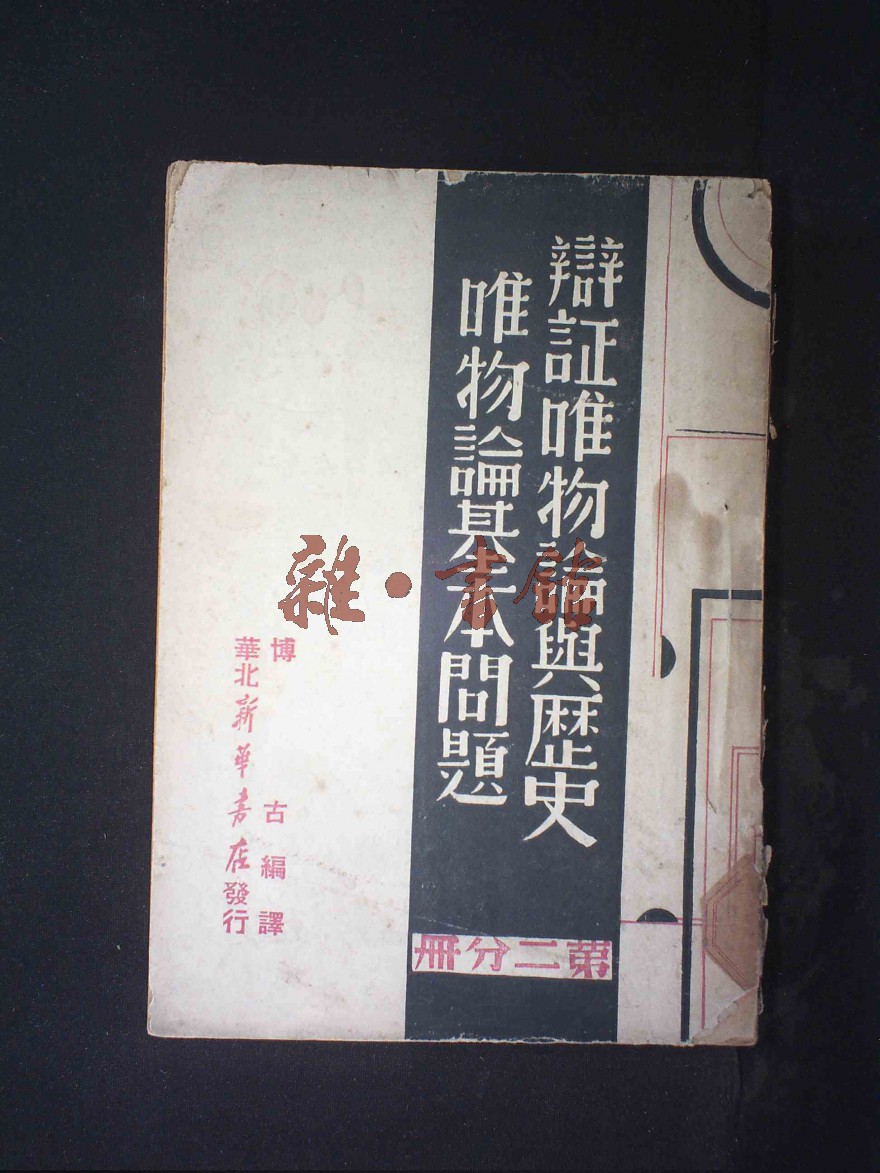 辯証唯物論與歷史
唯物論基本問題
第二分冊
博古編譯
華北新華書店發行
雜·書館